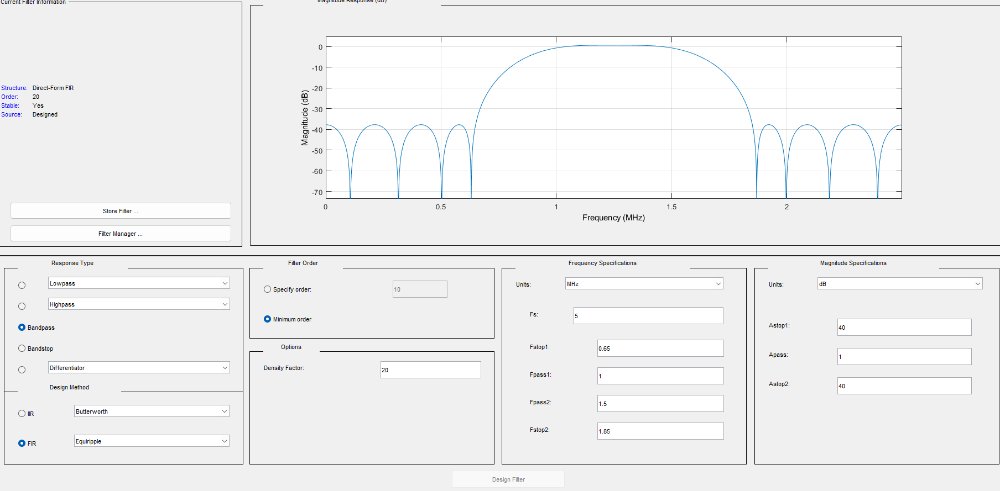 Current Filter Information
Magnitude Response (dB)
Structure: Direct-Form FIR
Order: 20
Stable: Yes
Source: Designed
Store Filter ...
Filter Manager ...
0
-10
-20
-30
-40
-50
-60
-70
Magnitude (dB)
0 0.5 1 1.5 2
Frequency (MHz)
Response Type
Lowpass
Highpass
Bandpass
Bandstop
Differentiator
Design Method
IIR Butterworth
FIR Equiripple
Filter Order
Specify order: 10
Minimum order
Options
Density Factor: 20
Frequency Specifications
Units: MHz
Fs: 5
Fstop1: 0.65
Fpass1: 1
Fpass2: 1.5
Fstop2: 1.85
Magnitude Specifications
Units: dB
Astop1: 40
Apass: 1
Astop2: 40
Design Filter